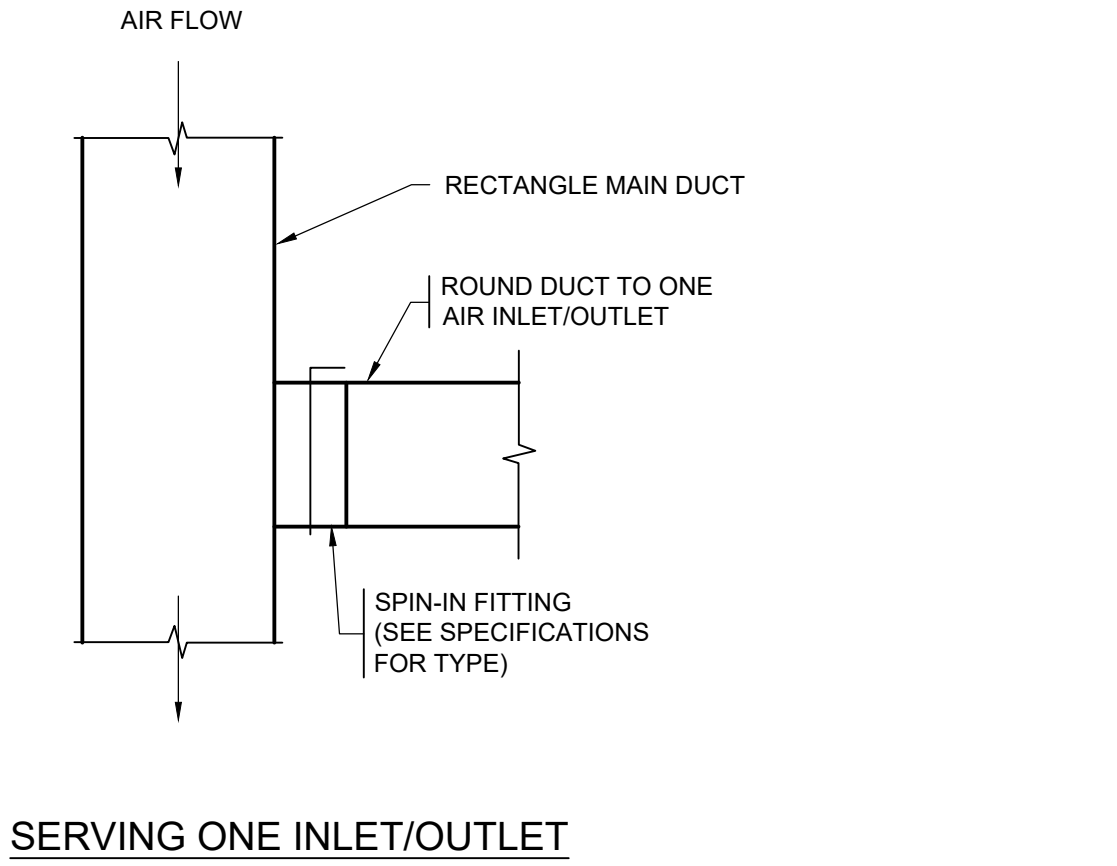 AIR FLOW
RECTANGLE MAIN DUCT
ROUND DUCT TO ONE
AIR INLET/OUTLET
SPIN-IN FITTING
(SEE SPECIFICATIONS
FOR TYPE)
SERVING ONE INLET/OUTLET